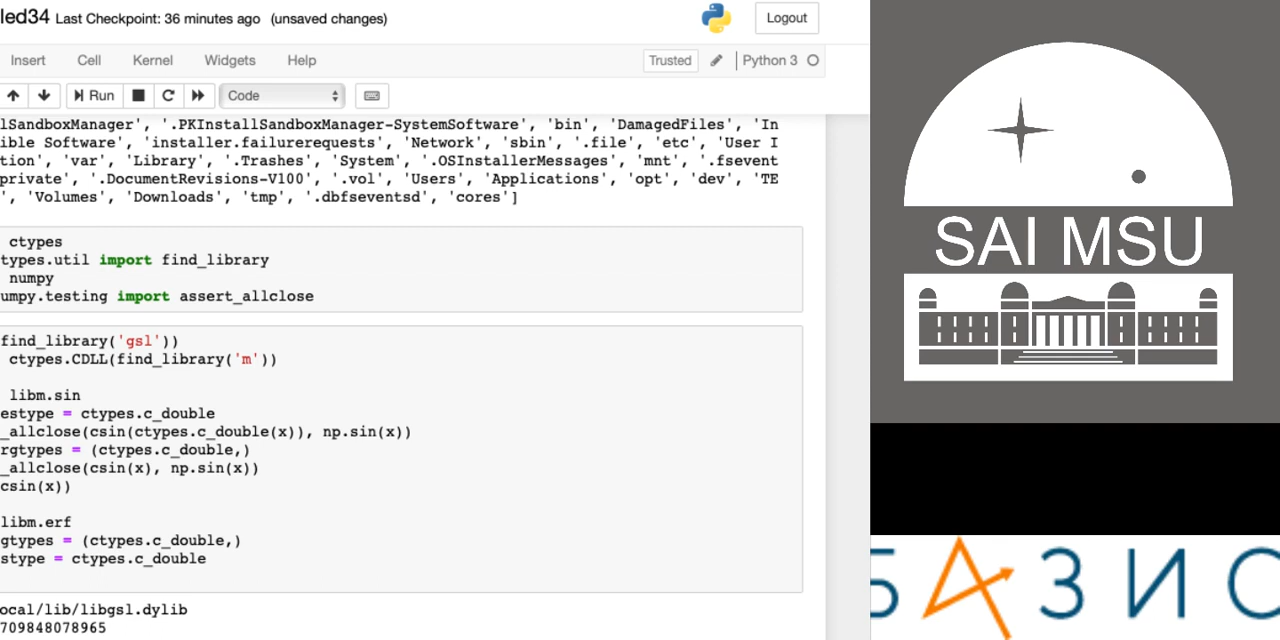 led34 Last Checkpoint: 36 minutes ago (unsaved changes)
Logout
Insert Cell Kernel Widgets Help
Trusted
Python 3
Run
Code
lSandboxManager', '.PKInstallSandboxManager-SystemSoftware', 'bin', 'DamagedFiles', 'In
ible Software', 'installer.failurerequests', 'Network', 'sbin', '.file', 'etc', 'User I
tion', 'var', 'Library', '.Trashes', 'System', '.OSInstallerMessages', 'mnt', '.fsevent
private', '.DocumentRevisions-V100', '.vol', 'Users', 'Applications', 'opt', 'dev', 'TE
', 'Volumes', 'Downloads', 'tmp', '.dbfseventsd', 'cores']
ctypes
types.util import find_library
numpy
umpy.testing import assert_allclose
find_library('gsl'))
ctypes.CDLL(find_library('m'))
libm.sin
estype = ctypes.c_double
_allclose(csin(ctypes.c_double(x)), np.sin(x))
rgtypes = (ctypes.c_double,)
_allclose(csin(x), np.sin(x))
csin(x))
libm.erf
gtypes = (ctypes.c_double,)
stype = ctypes.c_double
ocal/lib/libgsl.dylib
709848078965
SAI MSU
БАЗИС